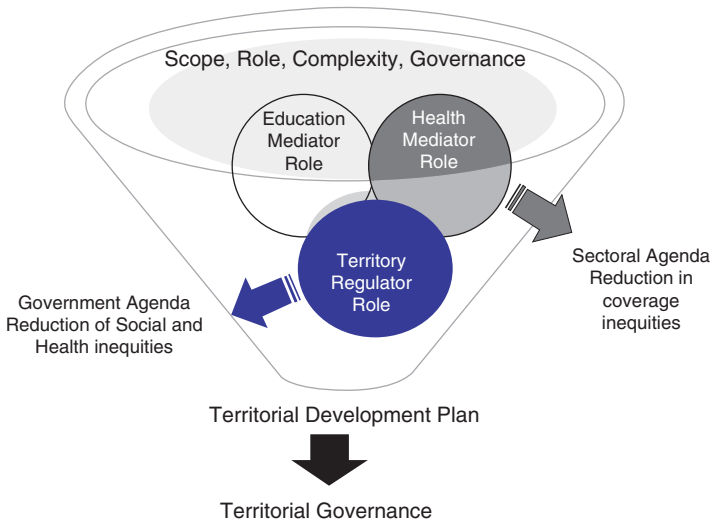 Scope, Role, Complexity, Governance
Education
Mediator
Role
Health
Mediator
Role
Territory
Regulator
Role
Sectoral Agenda
Reduction in
coverage
inequities
Government Agenda
Reduction of Social and
Health inequities
Territorial Development Plan
Territorial Governance